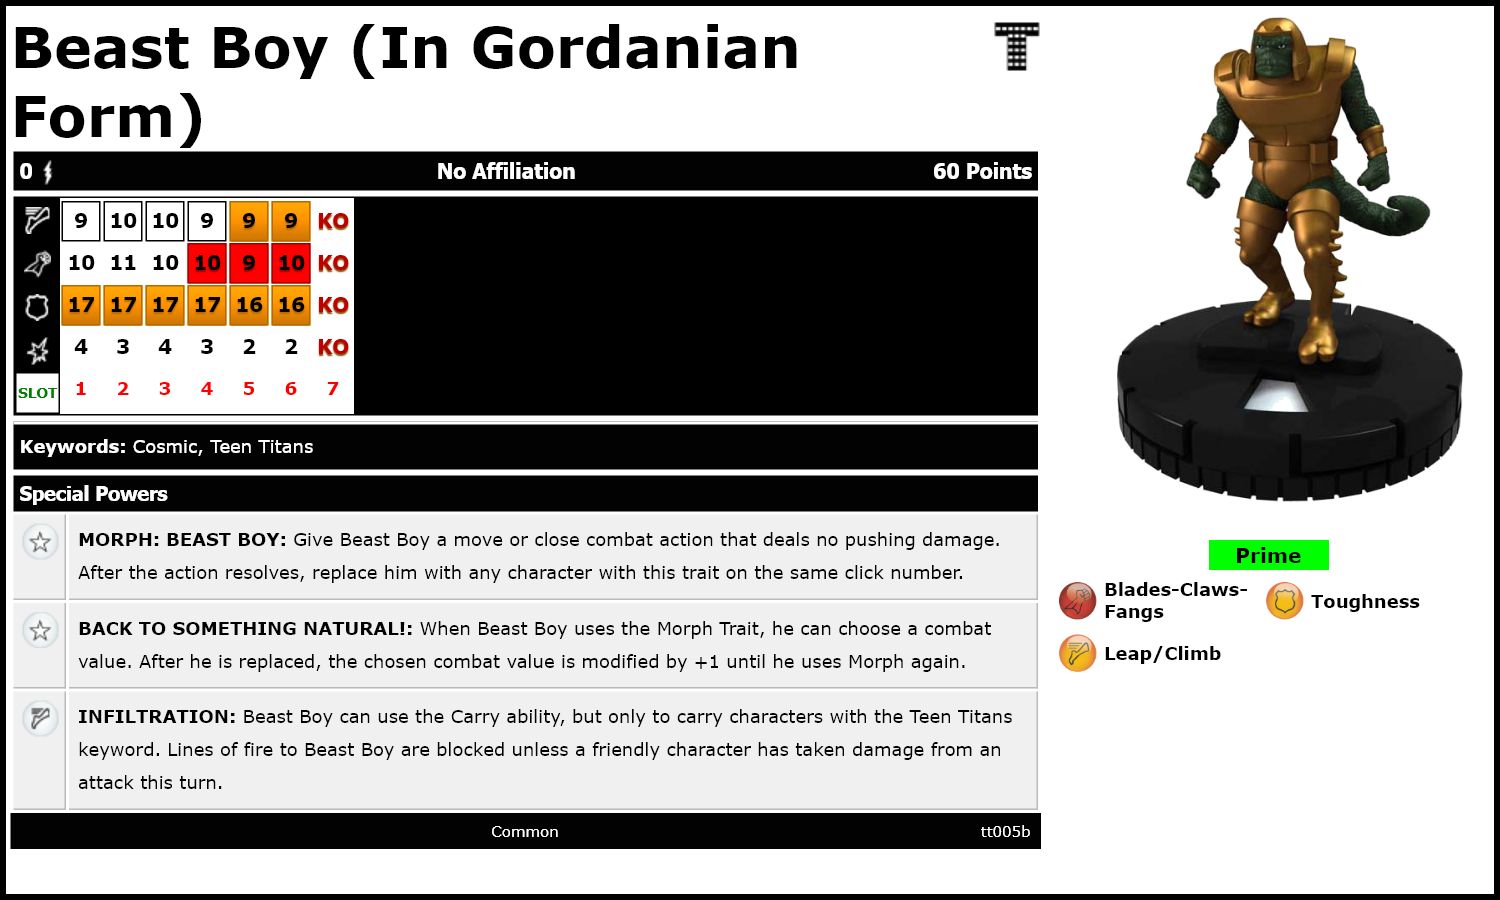 Beast Boy (In Gordanian
Form)
T
0 No Affiliation 60 Points
9 10 10 9 9 9 KO
10 11 10 10 9 10 KO
17 17 17 17 16 16 KO
4 3 4 3 2 2 KO
SLOT 1 2 3 4 5 6 7
Keywords: Cosmic, Teen Titans
Special Powers
MORPH: BEAST BOY: Give Beast Boy a move or close combat action that deals no pushing damage.
After the action resolves, replace him with any character with this trait on the same click number.
BACK TO SOMETHING NATURAL!: When Beast Boy uses the Morph Trait, he can choose a combat
value. After he is replaced, the chosen combat value is modified by +1 until he uses Morph again.
INFILTRATION: Beast Boy can use the Carry ability, but only to carry characters with the Teen Titans
keyword. Lines of fire to Beast Boy are blocked unless a friendly character has taken damage from an
attack this turn.
Common tt005b
Prime
Blades-Claws-
Fangs
Toughness
Leap/Climb